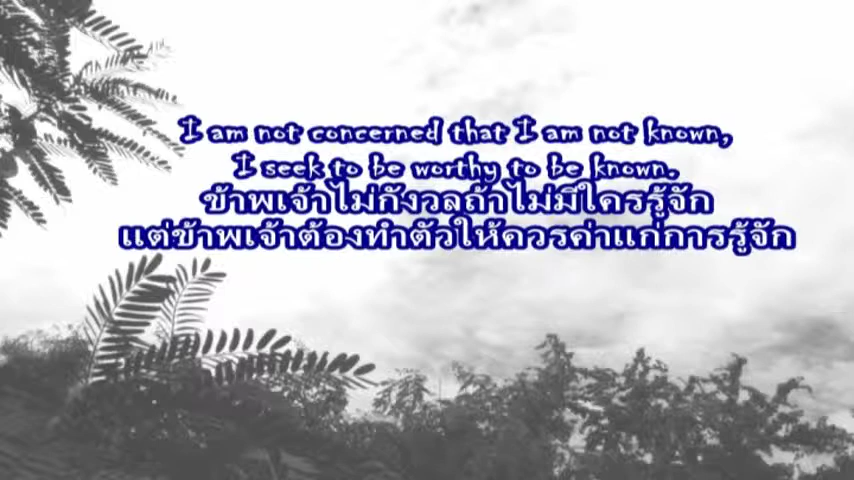 I am not concerned that I am not known,
I seek to be worthy to be known.
ข้าพเจ้าไม่กังวลถ้าไม่มีใครรู้จัก
แต่ข้าพเจ้าต้องทำตัวให้ควรค่าแก่การรู้จัก